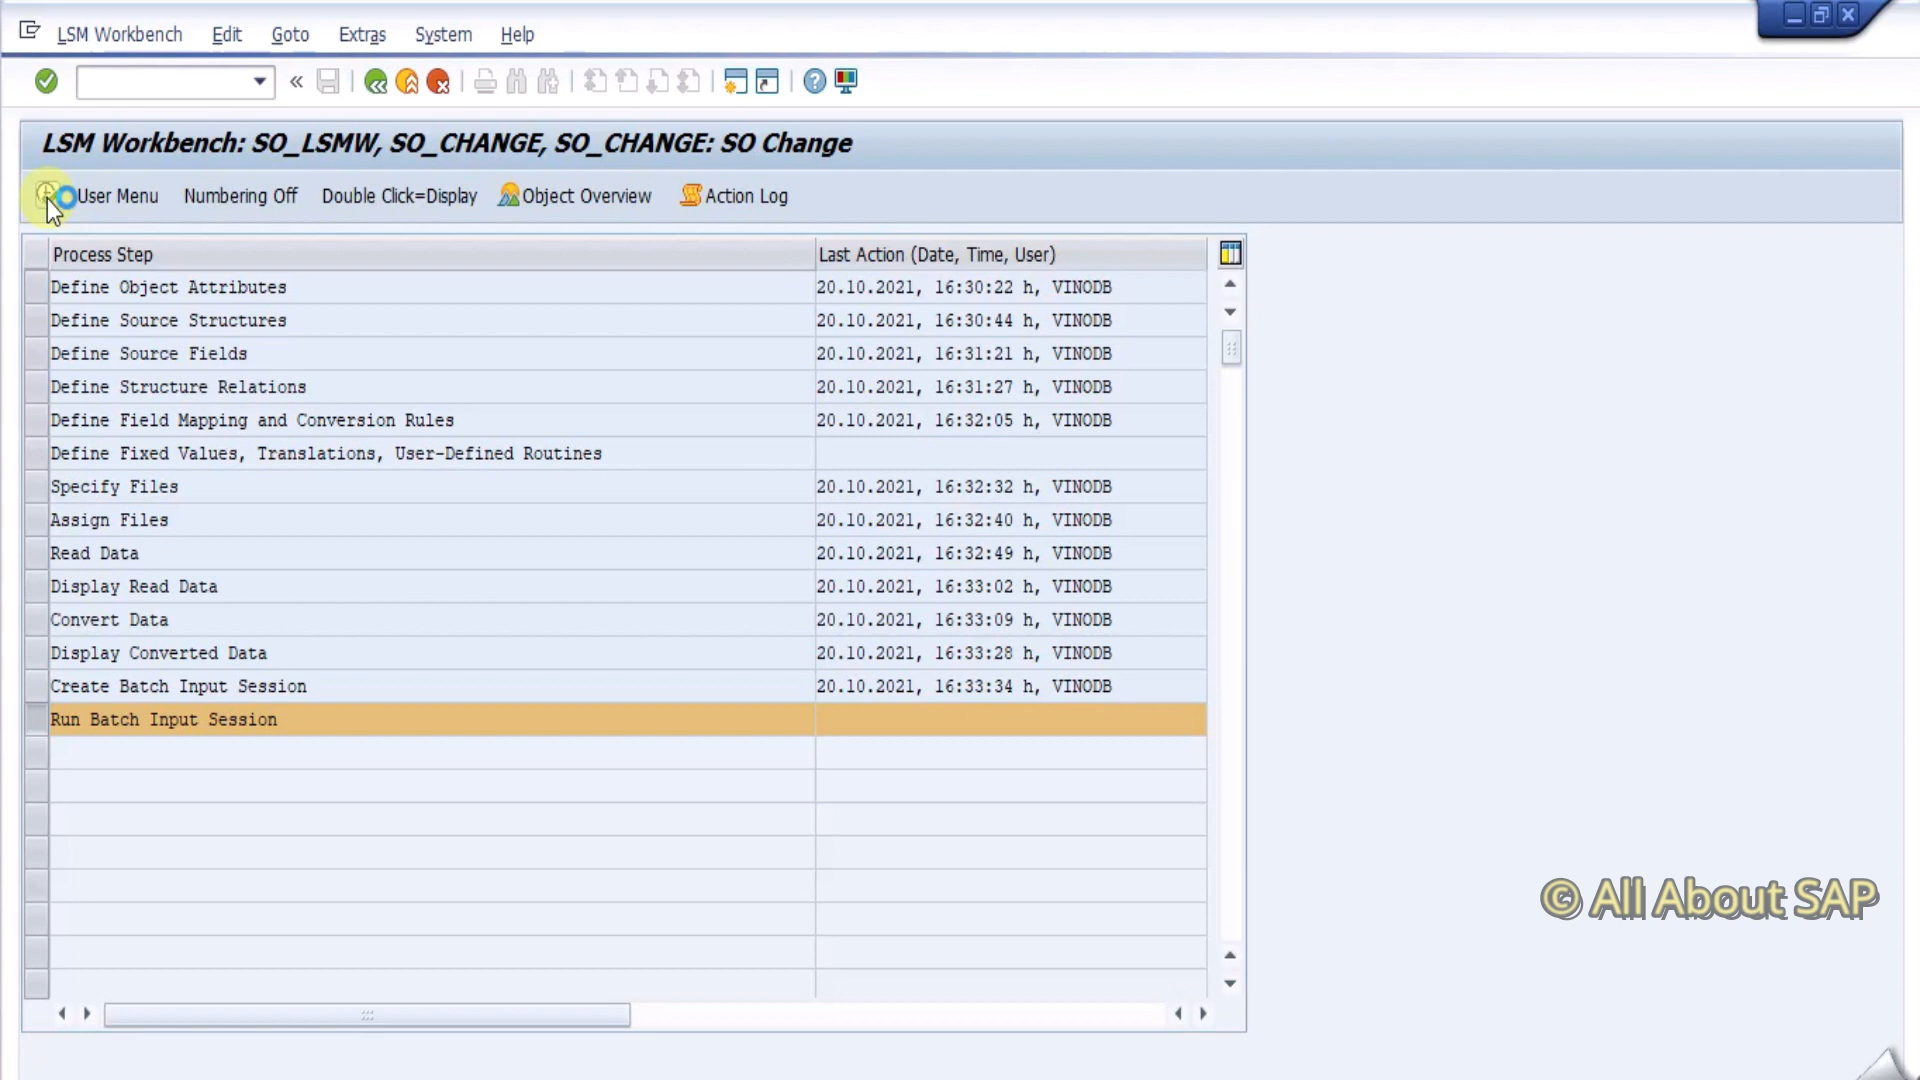 LSM Workbench Edit Goto Extras System Help
LSM Workbench: SO_LSMW, SO_CHANGE, SO_CHANGE: SO Change
User Menu Numbering Off Double Click=Display Object Overview Action Log
Process Step Last Action (Date, Time, User)
Define Object Attributes 20.10.2021, 16:30:22 h, VINODB
Define Source Structures 20.10.2021, 16:30:44 h, VINODB
Define Source Fields 20.10.2021, 16:31:21 h, VINODB
Define Structure Relations 20.10.2021, 16:31:27 h, VINODB
Define Field Mapping and Conversion Rules 20.10.2021, 16:32:05 h, VINODB
Define Fixed Values, Translations, User-Defined Routines
Specify Files 20.10.2021, 16:32:32 h, VINODB
Assign Files 20.10.2021, 16:32:40 h, VINODB
Read Data 20.10.2021, 16:32:49 h, VINODB
Display Read Data 20.10.2021, 16:33:02 h, VINODB
Convert Data 20.10.2021, 16:33:09 h, VINODB
Display Converted Data 20.10.2021, 16:33:28 h, VINODB
Create Batch Input Session 20.10.2021, 16:33:34 h, VINODB
Run Batch Input Session
© All About SAP